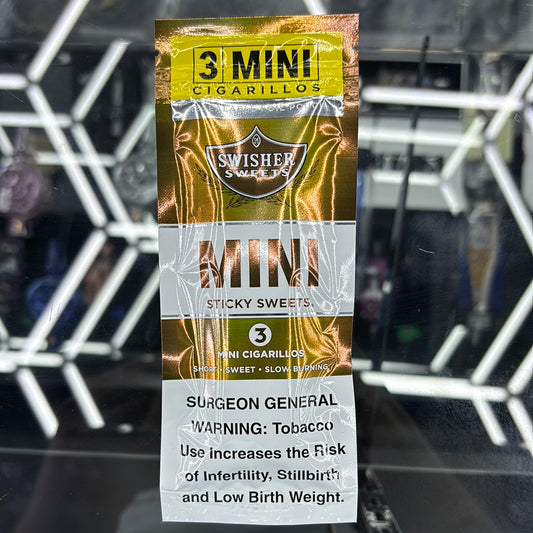 3 MINI
CIGARILLOS
SWISHER
SWEETS
MINI
STICKY SWEETS
3
MINI CIGARILLOS
SHORT • SWEET • SLOW BURNING
SURGEON GENERAL
WARNING: Tobacco
Use increases the Risk
of Infertility, Stillbirth
and Low Birth Weight.